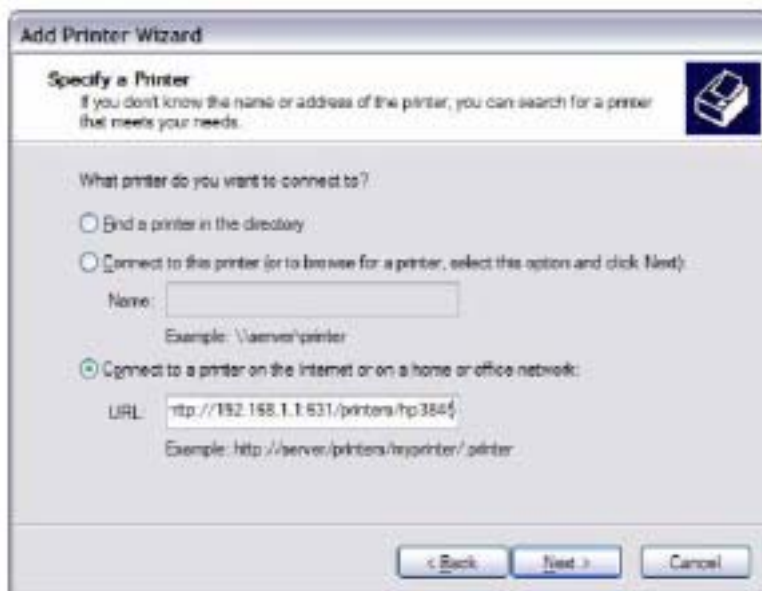 Add Printer Wizard
Specify a Printer
If you don't know the name or address of the printer, you can search for a printer
that meets your needs.
What printer do you want to connect to?
Find a printer in the directory
Connect to this printer (or to browse for a printer, select this option and click Next):
Name:
Example: \\server\printer
Connect to a printer on the Internet or on a home or office network:
URL: http://192.168.1.1:631/printers/hp3845
Example: http://server/printers/myprinter/.printer
< Back
Next >
Cancel